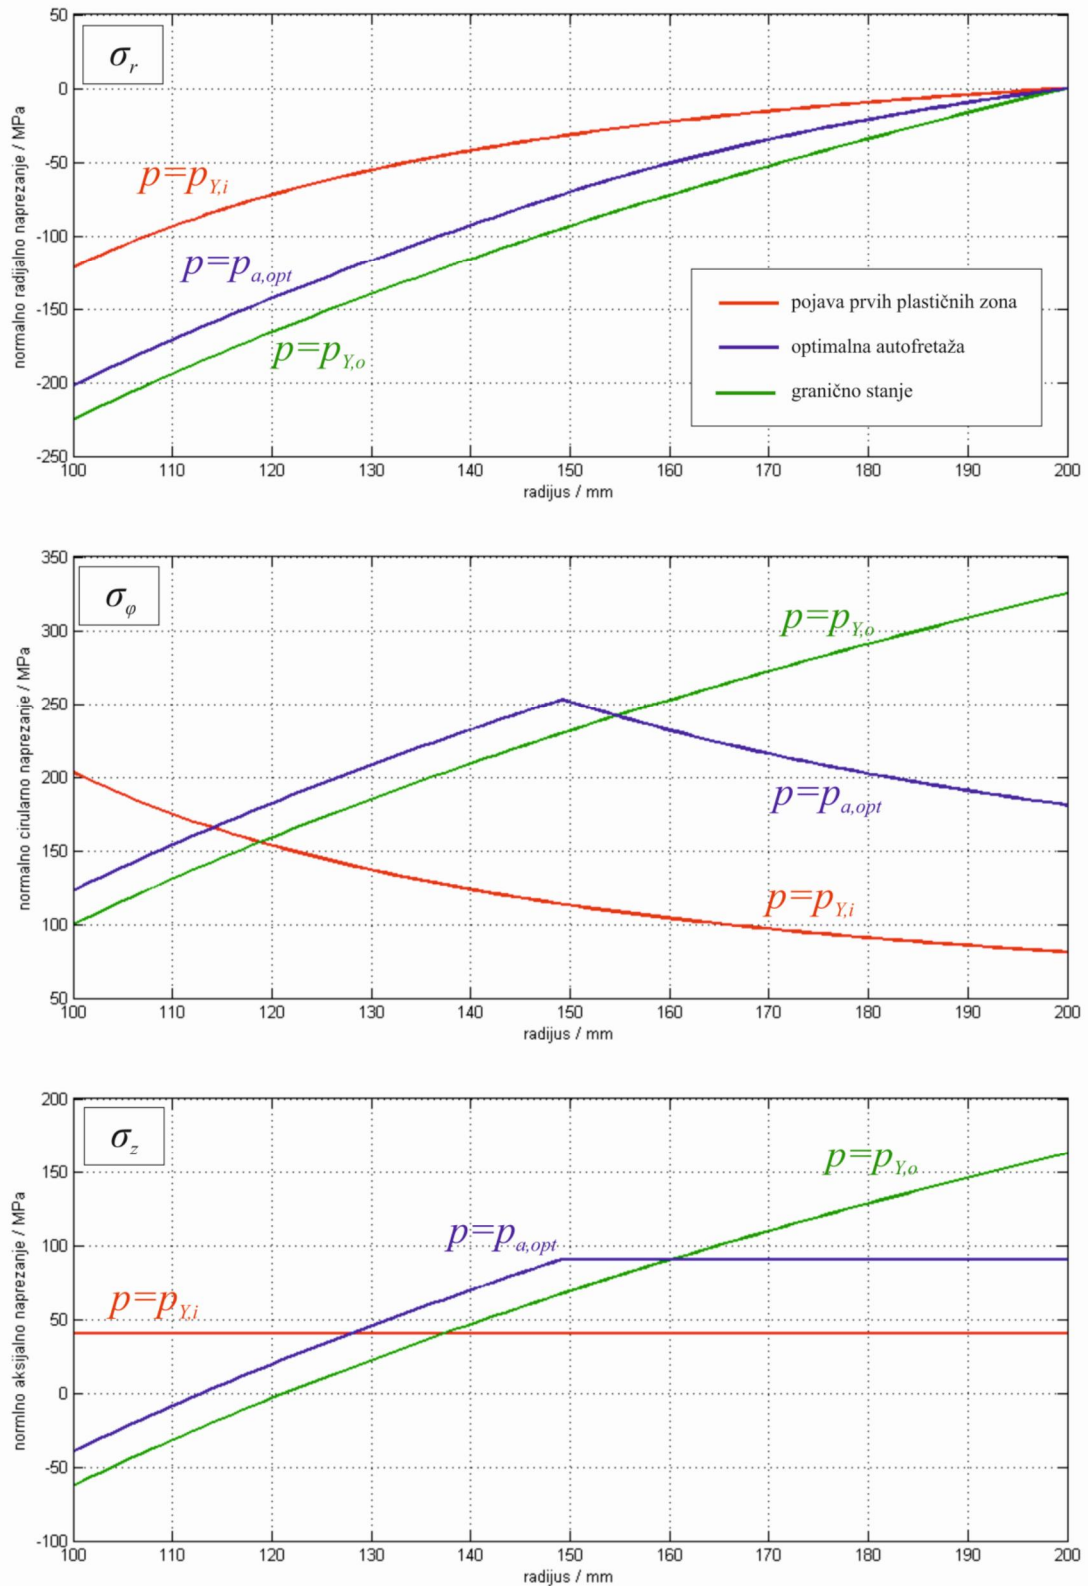 σr
normalno radijalno naprezanje / MPa
50
0
-50
-100
-150
-200
-250
p=pY,i
p=pa,opt
p=pY,o
pojava prvih plastičnih zona
optimalna autofretaža
granično stanje
100 110 120 130 140 150 160 170 180 190 200
radijus / mm
σφ
normalno cirularno naprezanje / MPa
350
300
250
200
150
100
50
p=pY,o
p=pa,opt
p=pY,i
100 110 120 130 140 150 160 170 180 190 200
radijus / mm
σz
normlno aksijalno naprezanje / MPa
200
150
100
50
0
-50
-100
p=pY,o
p=pa,opt
p=pY,i
100 110 120 130 140 150 160 170 180 190 200
radijus / mm